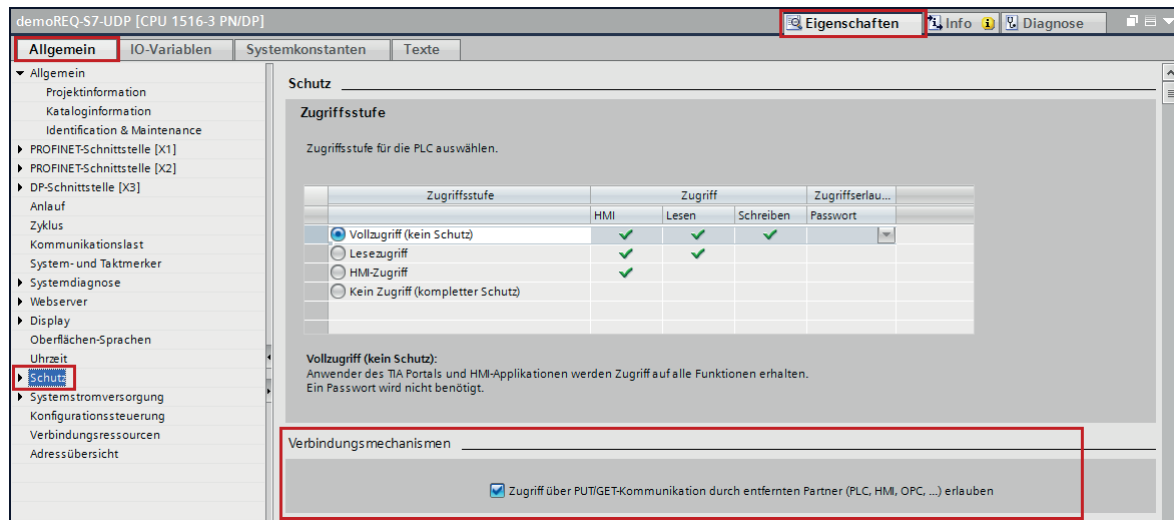 demoREQ-S7-UDP [CPU 1516-3 PN/DP]
Eigenschaften
Info
Diagnose
Allgemein
IO-Variablen
Systemkonstanten
Texte
Allgemein
Projektinformation
Kataloginformation
Identification & Maintenance
PROFINET-Schnittstelle [X1]
PROFINET-Schnittstelle [X2]
DP-Schnittstelle [X3]
Anlauf
Zyklus
Kommunikationslast
System- und Taktmerker
Systemdiagnose
Webserver
Display
Oberflächen-Sprachen
Uhrzeit
Schutz
Systemstromversorgung
Konfigurationssteuerung
Verbindungsressourcen
Adressübersicht
Schutz
Zugriffsstufe
Zugriffsstufe für die PLC auswählen.
Zugriffsstufe Zugriff Zugriffserlau...
HMI Lesen Schreiben Passwort
Vollzugriff (kein Schutz)
Lesezugriff
HMI-Zugriff
Kein Zugriff (kompletter Schutz)
Vollzugriff (kein Schutz):
Anwender des TIA Portals und HMI-Applikationen werden Zugriff auf alle Funktionen erhalten.
Ein Passwort wird nicht benötigt.
Verbindungsmechanismen
Zugriff über PUT/GET-Kommunikation durch entfernten Partner (PLC, HMI, OPC, ...) erlauben